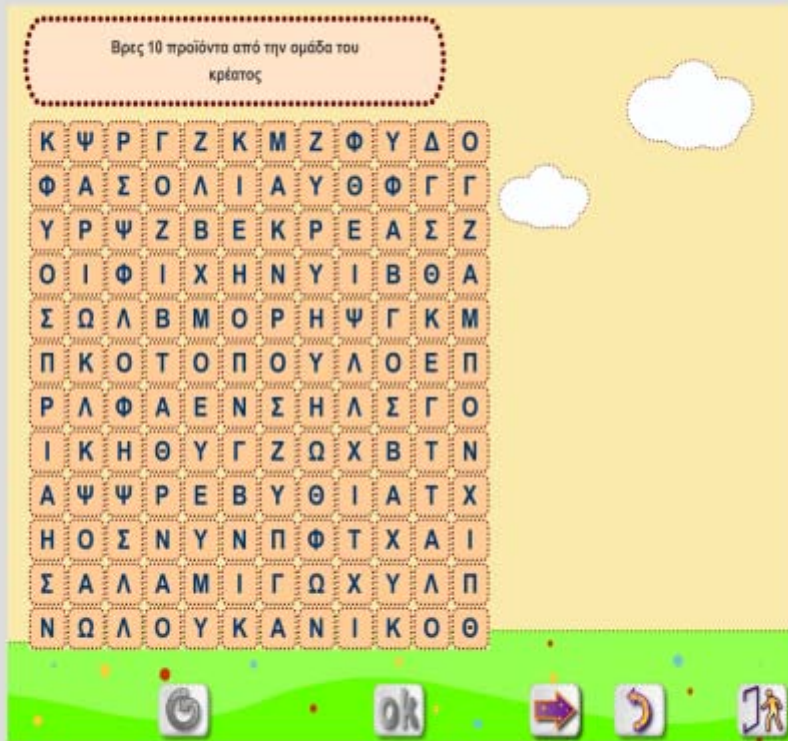 Βρες 10 προϊόντα από την ομάδα του
κρέατος
Κ Ψ Ρ Γ Ζ Κ Μ Ζ Φ Υ Δ Ο
Φ Α Σ Ο Λ Ι Α Υ Θ Φ Γ Γ
Υ Ρ Ψ Ζ Β Ε Κ Ρ Ε Α Σ Ζ
Ο Ι Φ Ι Χ Η Ν Υ Ι Β Θ Α
Σ Ω Λ Β Μ Ο Ρ Η Ψ Γ Κ Μ
Π Κ Ο Τ Ο Π Ο Υ Λ Ο Ε Π
Ρ Λ Φ Α Ε Ν Σ Η Λ Σ Γ Ο
Ι Κ Η Θ Υ Γ Ζ Ω Χ Β Τ Ν
Α Ψ Ψ Ρ Ε Β Υ Θ Ι Α Τ Χ
Η Ο Σ Ν Υ Ν Π Φ Τ Χ Α Ι
Σ Α Λ Α Μ Ι Γ Ω Χ Υ Λ Π
Ν Ω Λ Ο Υ Κ Α Ν Ι Κ Ο Θ
ok